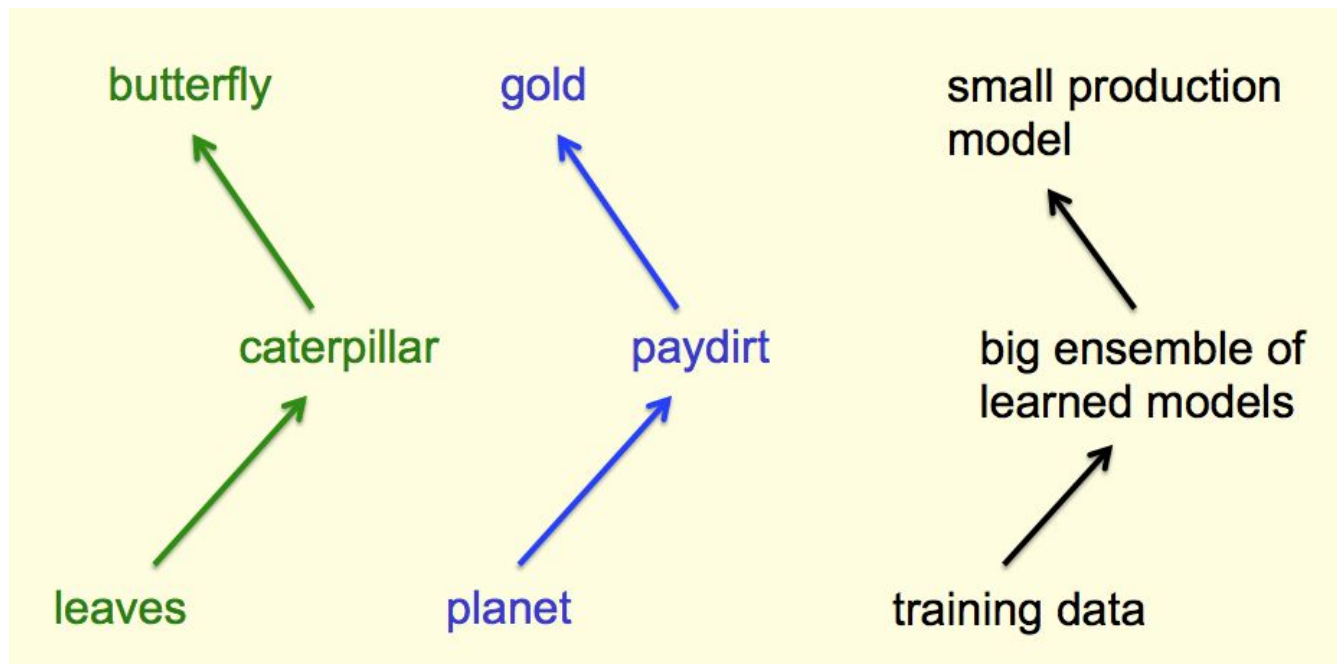 butterfly
gold
small production
model
caterpillar
paydirt
big ensemble of
learned models
leaves
planet
training data